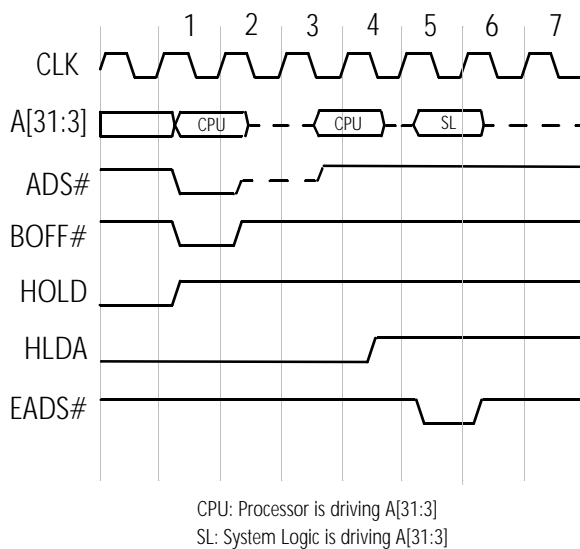 1 2 3 4 5 6 7
CLK
A[31:3] CPU CPU SL
ADS#
BOFF#
HOLD
HLDA
EADS#
CPU: Processor is driving A[31:3]
SL: System Logic is driving A[31:3]